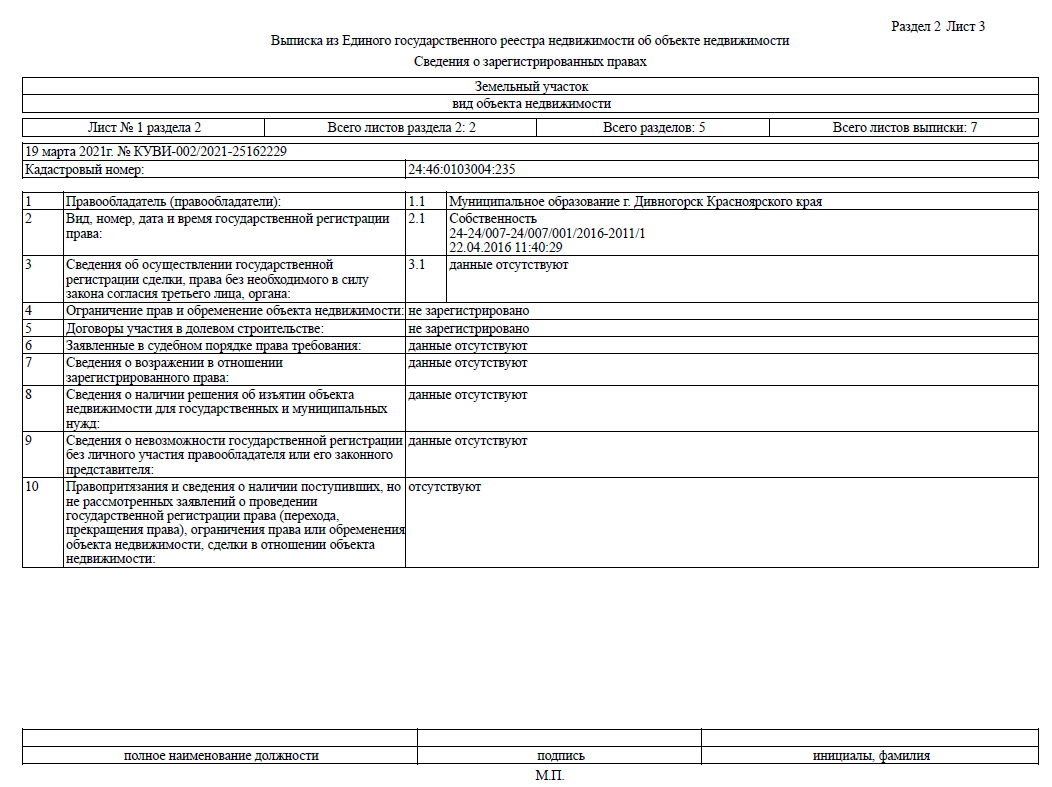 Раздел 2 Лист 3
Выписка из Единого государственного реестра недвижимости об объекте недвижимости
Сведения о зарегистрированных правах
Земельный участок
вид объекта недвижимости
Лист № 1 раздела 2 Всего листов раздела 2: 2 Всего разделов: 5 Всего листов выписки: 7
19 марта 2021г. № КУВИ-002/2021-25162229
Кадастровый номер: 24:46:0103004:235
1 Правообладатель (правообладатели): 1.1 Муниципальное образование г. Дивногорск Красноярского края
2 Вид, номер, дата и время государственной регистрации 2.1 Собственность
права: 24-24/007-24/007/001/2016-2011/1
22.04.2016 11:40:29
3 Сведения об осуществлении государственной 3.1 данные отсутствуют
регистрации сделки, права без необходимого в силу
закона согласия третьего лица, органа:
4 Ограничение прав и обременение объекта недвижимости: не зарегистрировано
5 Договоры участия в долевом строительстве: не зарегистрировано
6 Заявленные в судебном порядке права требования: данные отсутствуют
7 Сведения о возражении в отношении данные отсутствуют
зарегистрированного права:
8 Сведения о наличии решения об изъятии объекта данные отсутствуют
недвижимости для государственных и муниципальных
нужд:
9 Сведения о невозможности государственной регистрации данные отсутствуют
без личного участия правообладателя или его законного
представителя:
10 Правопритязания и сведения о наличии поступивших, но отсутствуют
не рассмотренных заявлений о проведении
государственной регистрации права (перехода,
прекращения права), ограничения права или обременения
объекта недвижимости, сделки в отношении объекта
недвижимости:
полное наименование должности подпись инициалы, фамилия
М.П.